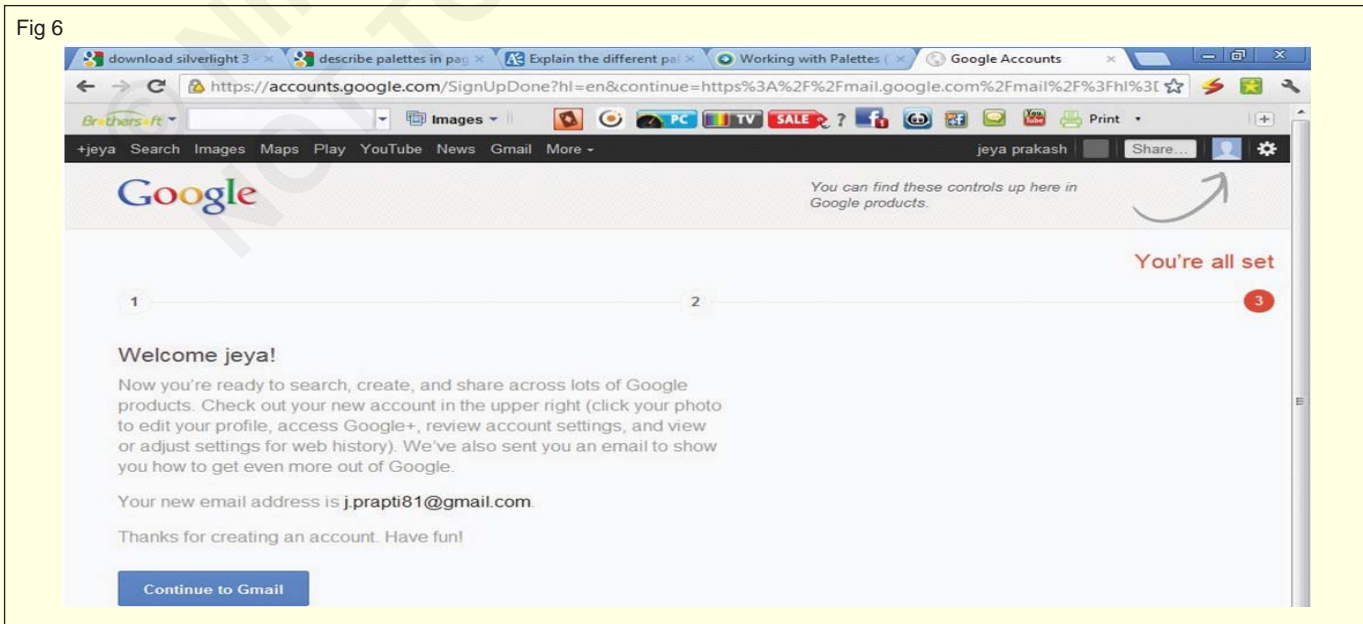 Fig 6
download silverlight 3 - describe palettes in pag Explain the different pal Working with Palettes ( Google Accounts
https://accounts.google.com/SignUpDone?hl=en&continue=https%3A%2F%2Fmail.google.com%2Fmail%2F%3Fhl%3D
Brothersoft Images PC TV SALE ? You Tube Print
+jeya Search Images Maps Play YouTube News Gmail More jeya prakash Share...
Google
You can find these controls up here in
Google products.
You're all set
1 2 3
Welcome jeya!
Now you're ready to search, create, and share across lots of Google
products. Check out your new account in the upper right (click your photo
to edit your profile, access Google+, review account settings, and view
or adjust settings for web history). We've also sent you an email to show
you how to get even more out of Google.
Your new email address is j.prapti81@gmail.com.
Thanks for creating an account. Have fun!
Continue to Gmail